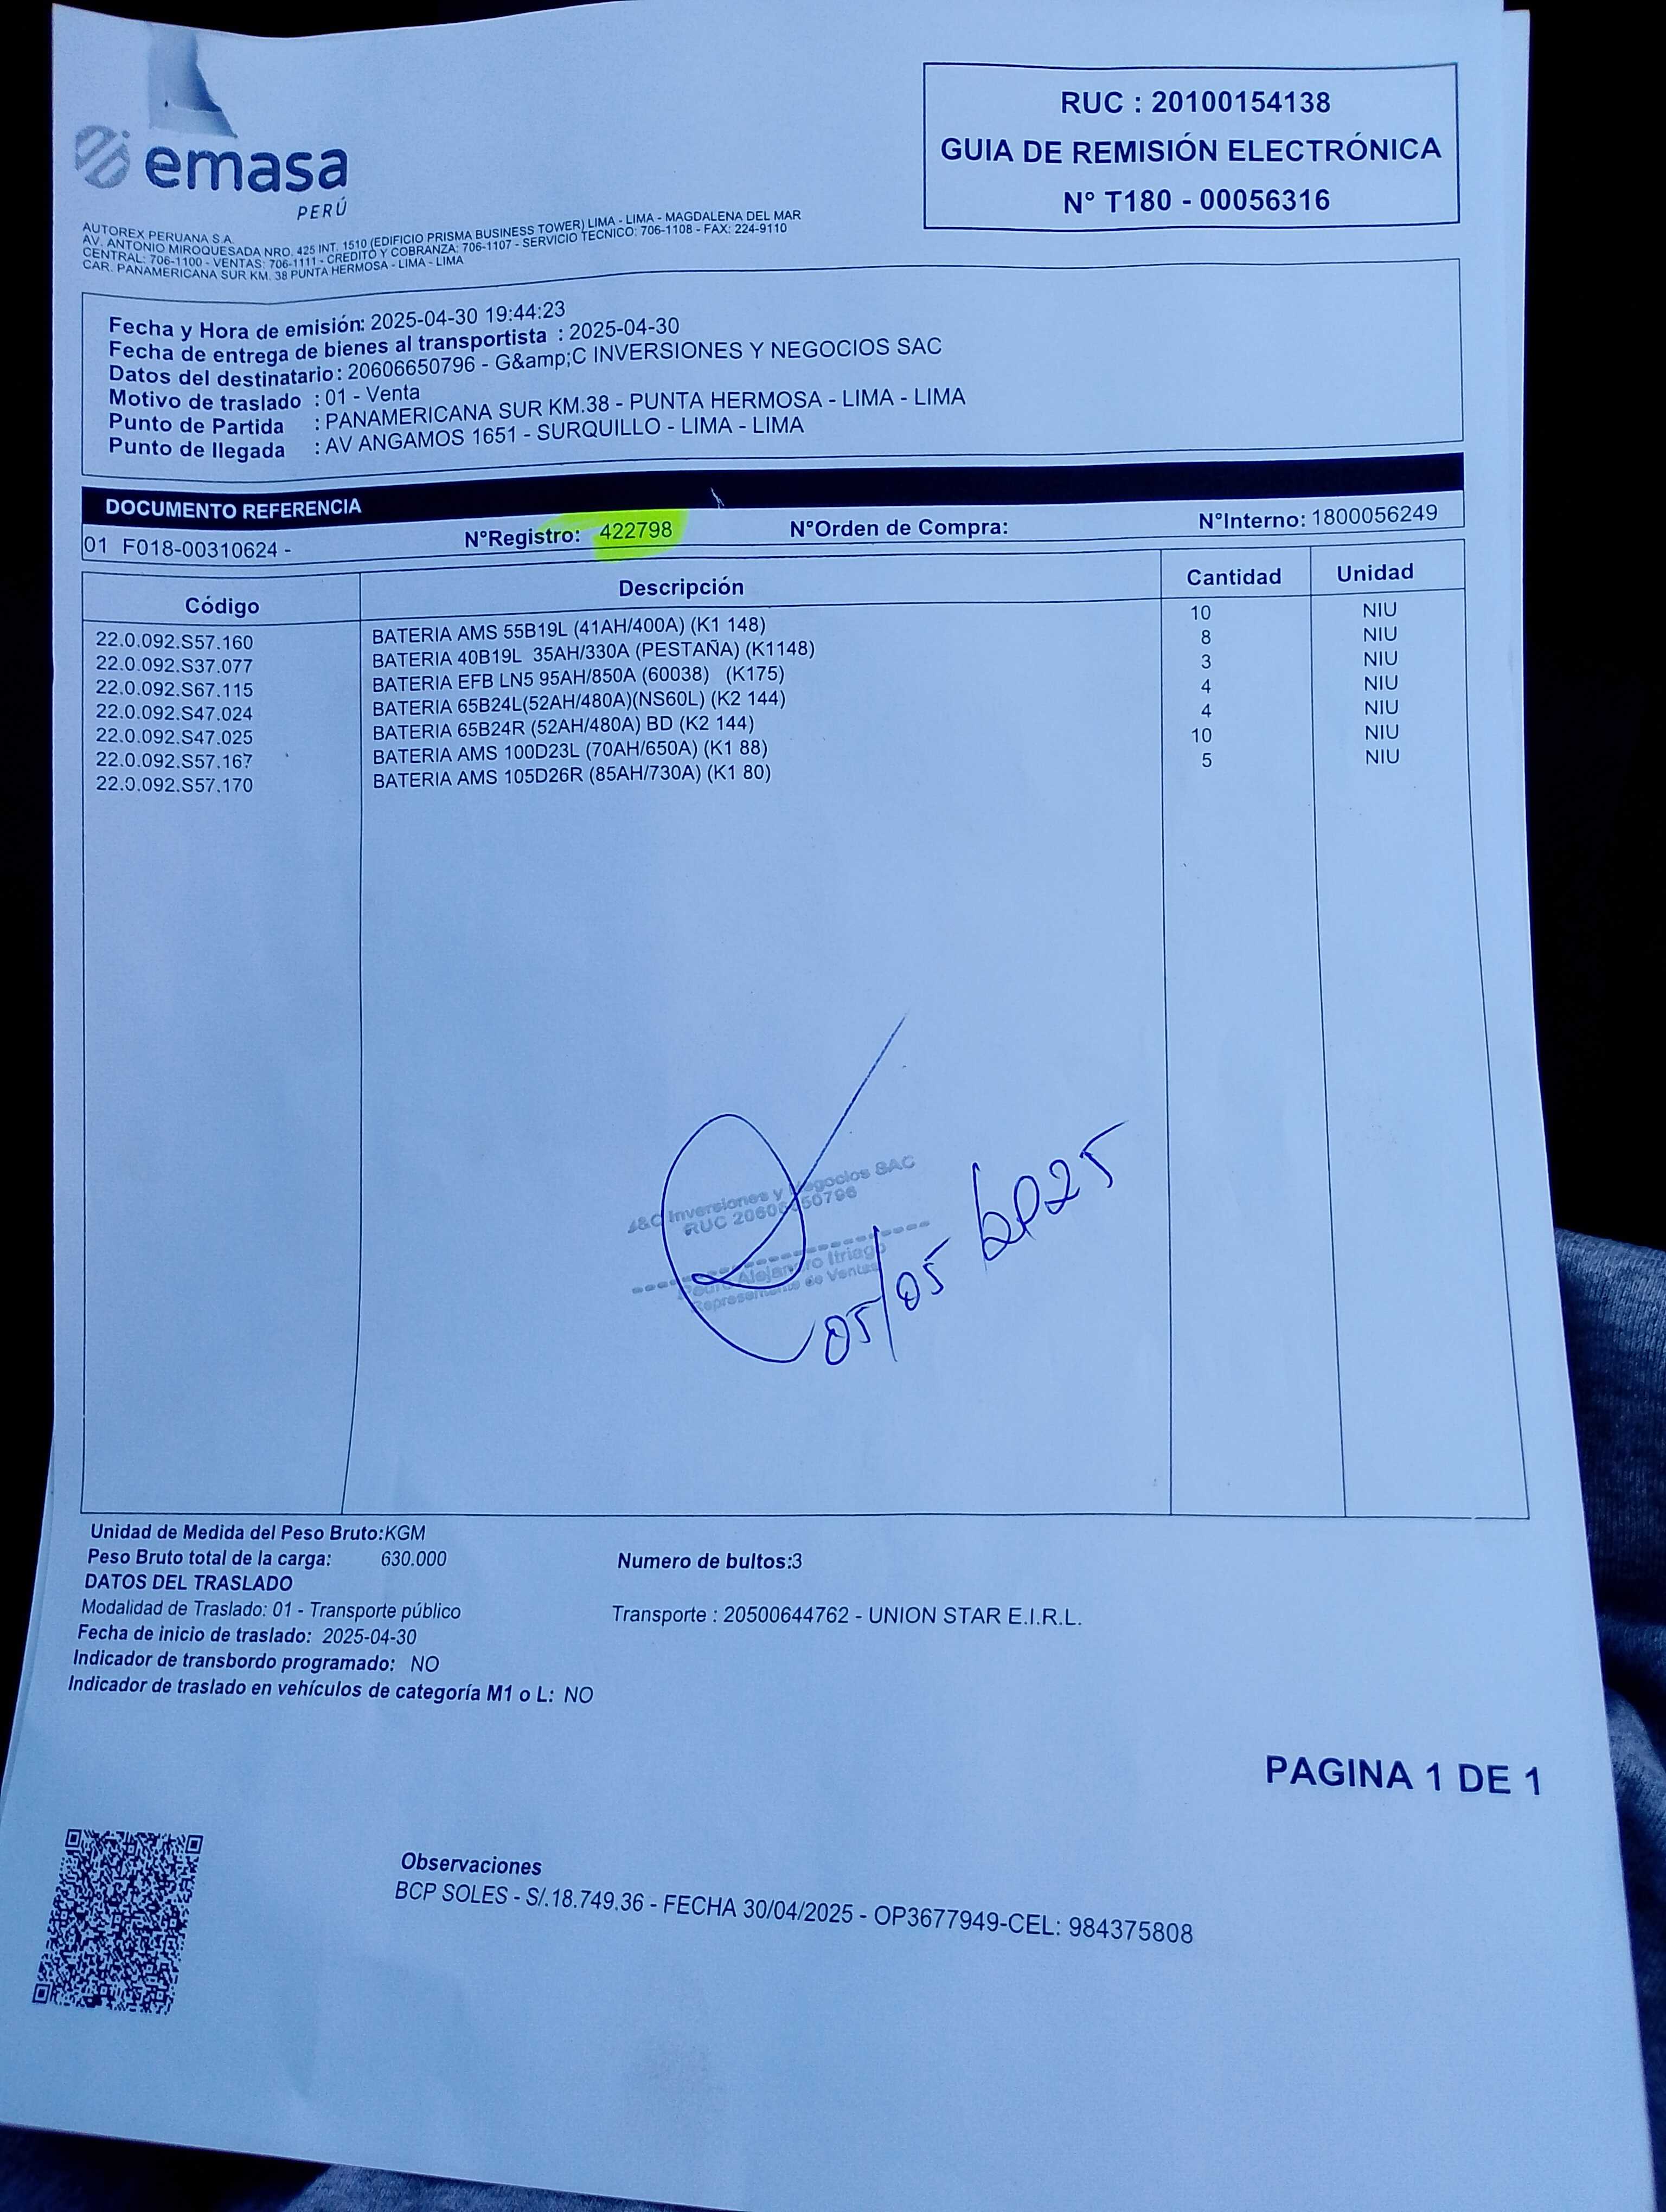 emasa
PERÚ
AUTOREX PERUANA S.A.
AV. ANTONIO MIROQUESADA NRO. 425 INT. 1510 (EDIFICIO PRISMA BUSINESS TOWER) LIMA - LIMA - MAGDALENA DEL MAR
CENTRAL: 706-1100 - VENTAS: 706-1111 - CREDITO Y COBRANZA: 706-1107 - SERVICIO TECNICO: 706-1108 - FAX: 224-9110
CAR. PANAMERICANA SUR KM. 38 PUNTA HERMOSA - LIMA - LIMA
RUC : 20100154138
GUIA DE REMISIÓN ELECTRÓNICA
N° T180 - 00056316
Fecha y Hora de emisión: 2025-04-30 19:44:23
Fecha de entrega de bienes al transportista : 2025-04-30
Datos del destinatario: 20606650796 - G&amp;C INVERSIONES Y NEGOCIOS SAC
Motivo de traslado : 01 - Venta
Punto de Partida : PANAMERICANA SUR KM.38 - PUNTA HERMOSA - LIMA - LIMA
Punto de llegada : AV ANGAMOS 1651 - SURQUILLO - LIMA - LIMA
DOCUMENTO REFERENCIA
01 F018-00310624 - N°Registro: 422798 N°Orden de Compra: N°Interno: 1800056249
Código Descripción Cantidad Unidad
22.0.092.S57.160 BATERIA AMS 55B19L (41AH/400A) (K1 148) 10 NIU
22.0.092.S37.077 BATERIA 40B19L 35AH/330A (PESTAÑA) (K1148) 8 NIU
22.0.092.S67.115 BATERIA EFB LN5 95AH/850A (60038) (K175) 3 NIU
22.0.092.S47.024 BATERIA 65B24L(52AH/480A)(NS60L) (K2 144) 4 NIU
22.0.092.S47.025 BATERIA 65B24R (52AH/480A) BD (K2 144) 4 NIU
22.0.092.S57.167 BATERIA AMS 100D23L (70AH/650A) (K1 88) 10 NIU
22.0.092.S57.170 BATERIA AMS 105D26R (85AH/730A) (K1 80) 5 NIU
Inversiones y Negocios SAC
RUC 20606650796
Alejandro Itriago
Representante de Ventas
05/05/2025
Unidad de Medida del Peso Bruto:KGM
Peso Bruto total de la carga: 630.000 Numero de bultos:3
DATOS DEL TRASLADO
Modalidad de Traslado: 01 - Transporte público Transporte : 20500644762 - UNION STAR E.I.R.L.
Fecha de inicio de traslado: 2025-04-30
Indicador de transbordo programado: NO
Indicador de traslado en vehículos de categoría M1 o L: NO
PAGINA 1 DE 1
Observaciones
BCP SOLES - S/.18.749.36 - FECHA 30/04/2025 - OP3677949-CEL: 984375808